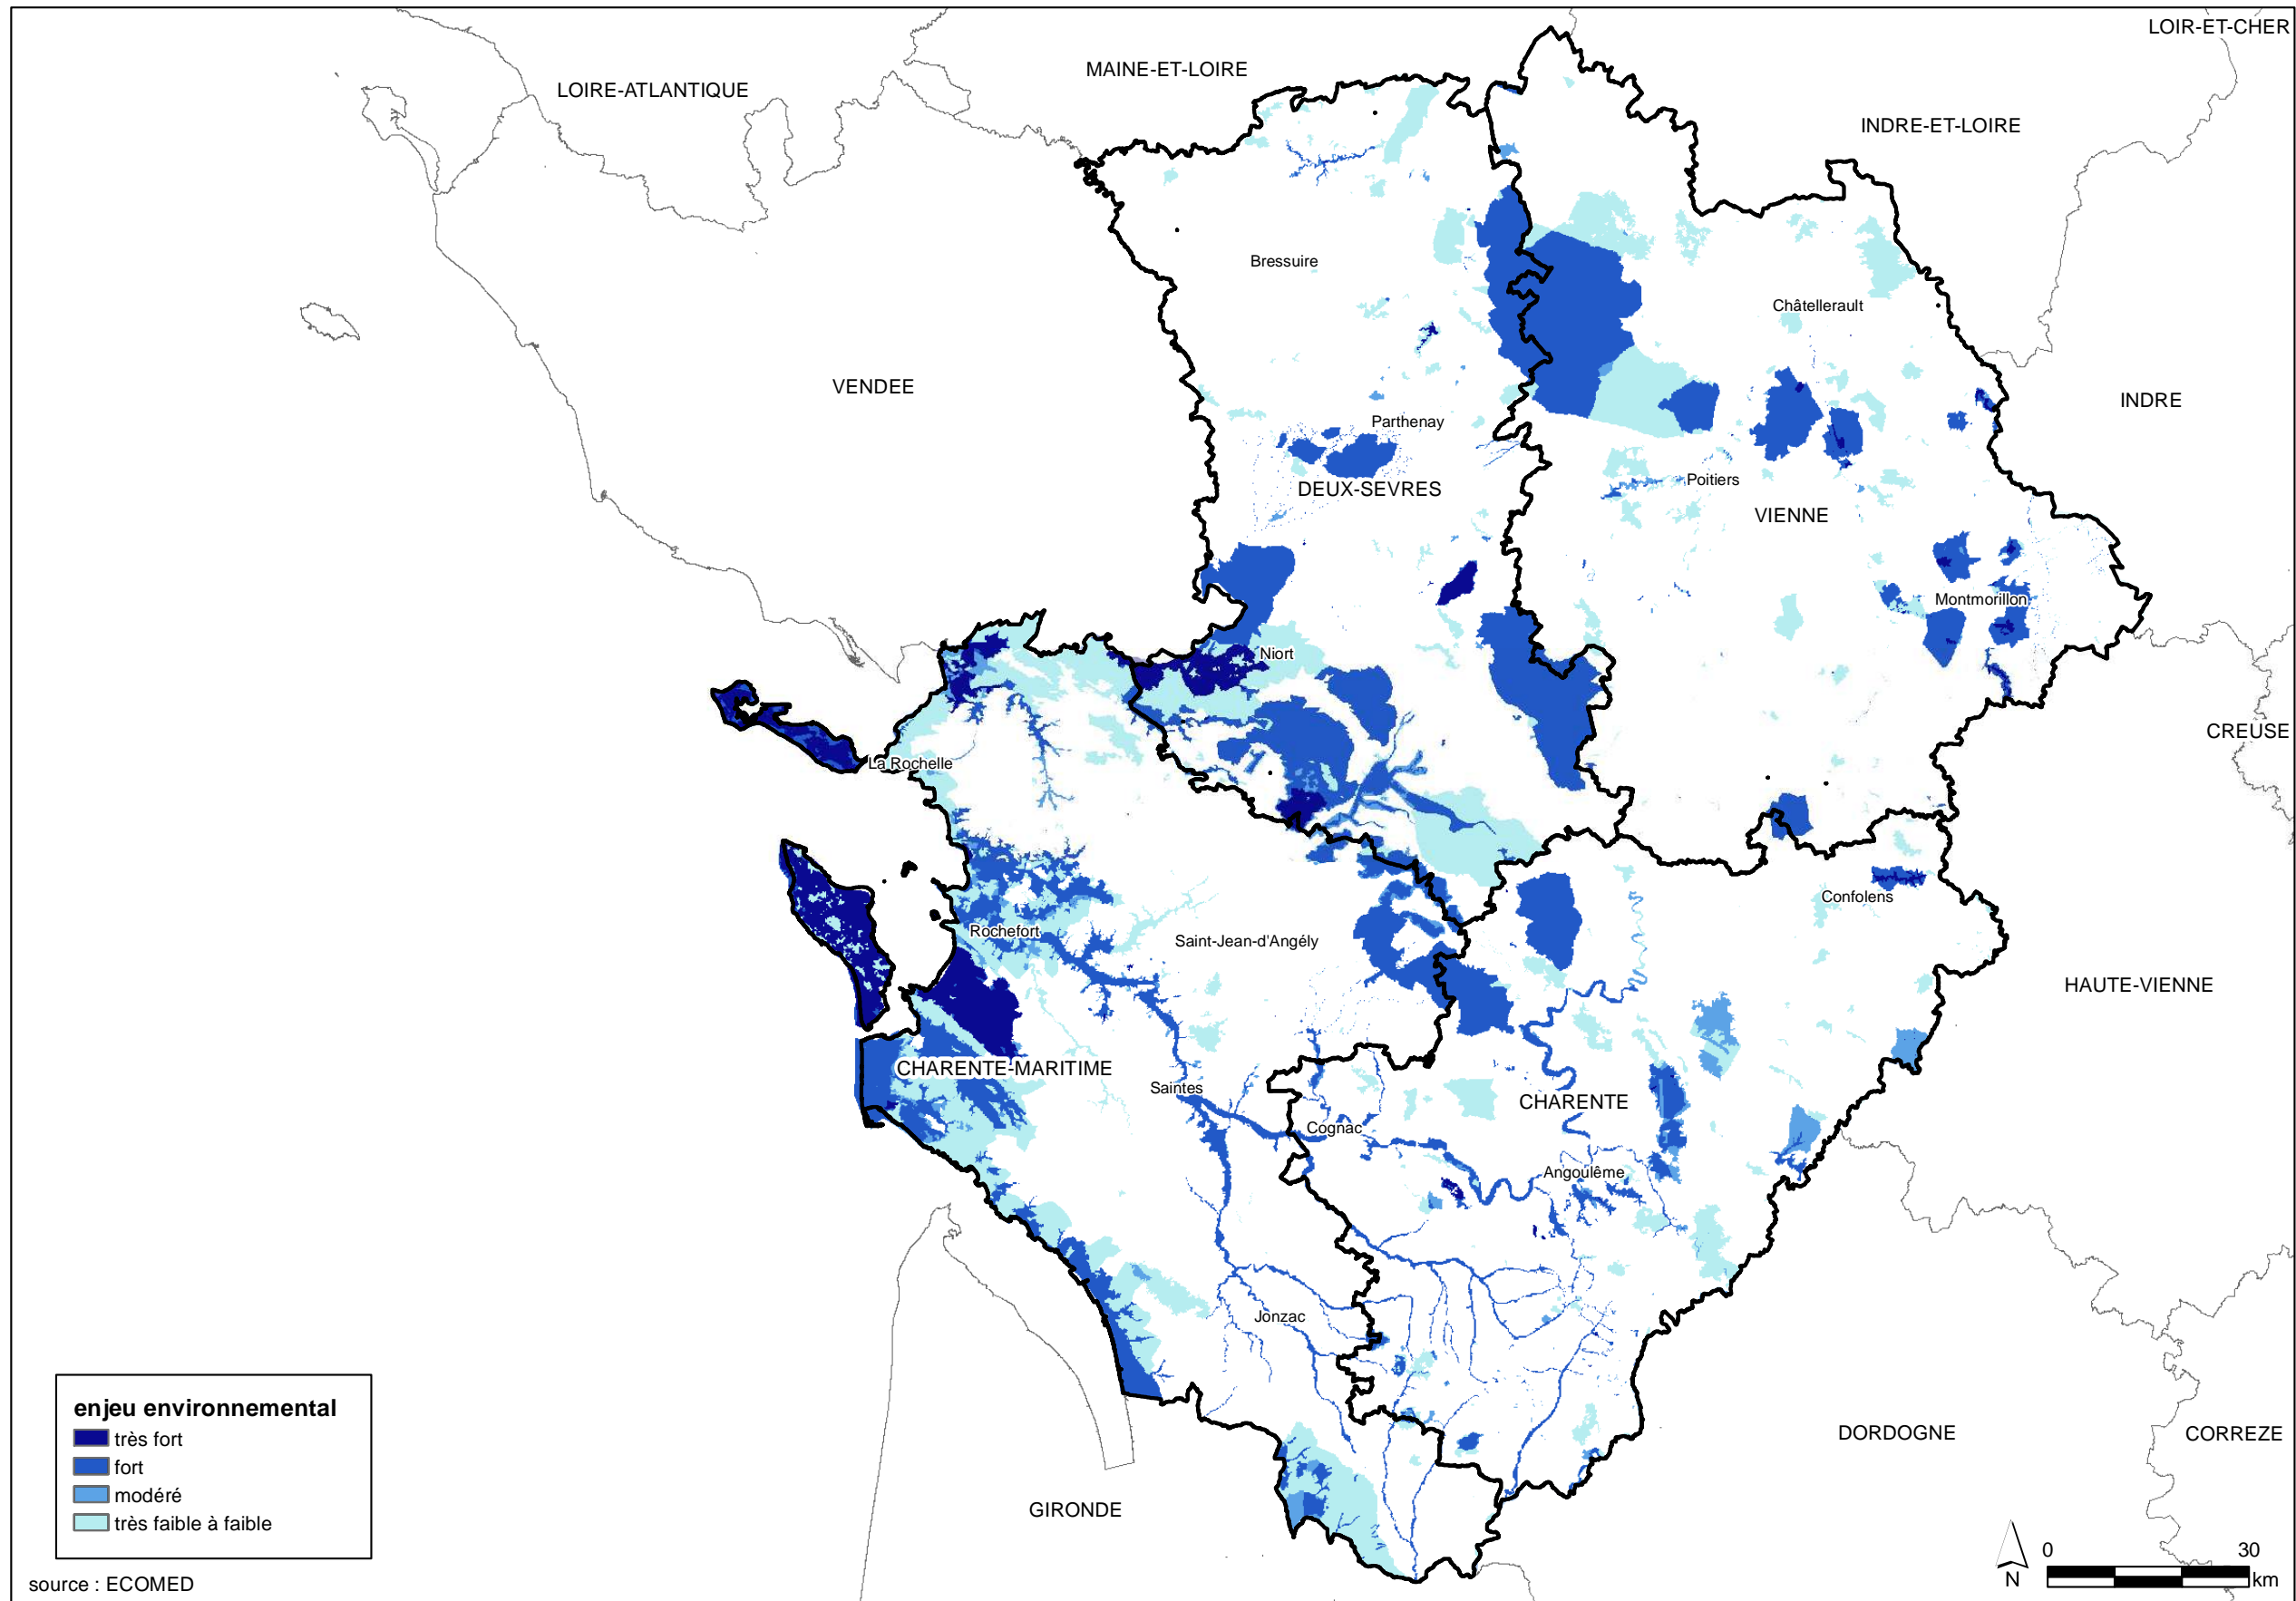 LOIR-ET-CHER
MAINE-ET-LOIRE
LOIRE-ATLANTIQUE
INDRE-ET-LOIRE
Bressuire
Châtellerault
VENDEE
INDRE
Parthenay
Poitiers
DEUX-SEVRES
VIENNE
Montmorillon
Niort
CREUSE
La Rochelle
Confolens
Rochefort
Saint-Jean-d'Angély
HAUTE-VIENNE
CHARENTE-MARITIME
Saintes
CHARENTE
Cognac
Angoulême
Jonzac
DORDOGNE
CORREZE
GIRONDE
enjeu environnemental
très fort
fort
modéré
très faible à faible
source : ECOMED
N
0 30
km